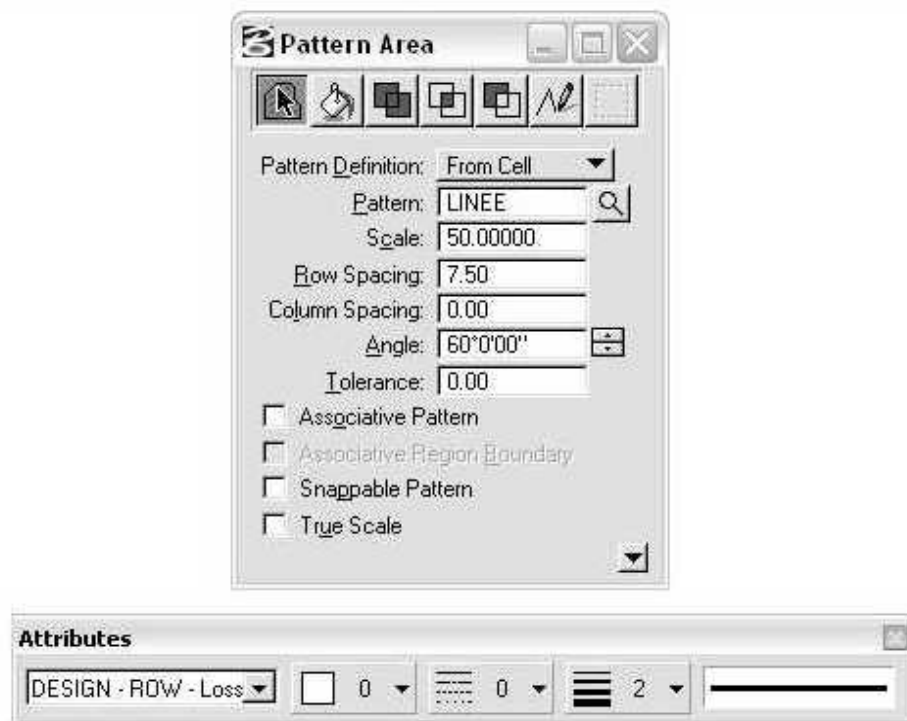 Pattern Area
Pattern Definition: From Cell
Pattern: LINEE
Scale: 50.00000
Row Spacing: 7.50
Column Spacing: 0.00
Angle: 60°0'00"
Tolerance: 0.00
Associative Pattern
Associative Region Boundary
Snappable Pattern
True Scale
Attributes
DESIGN - ROW - Loss 0 0 2